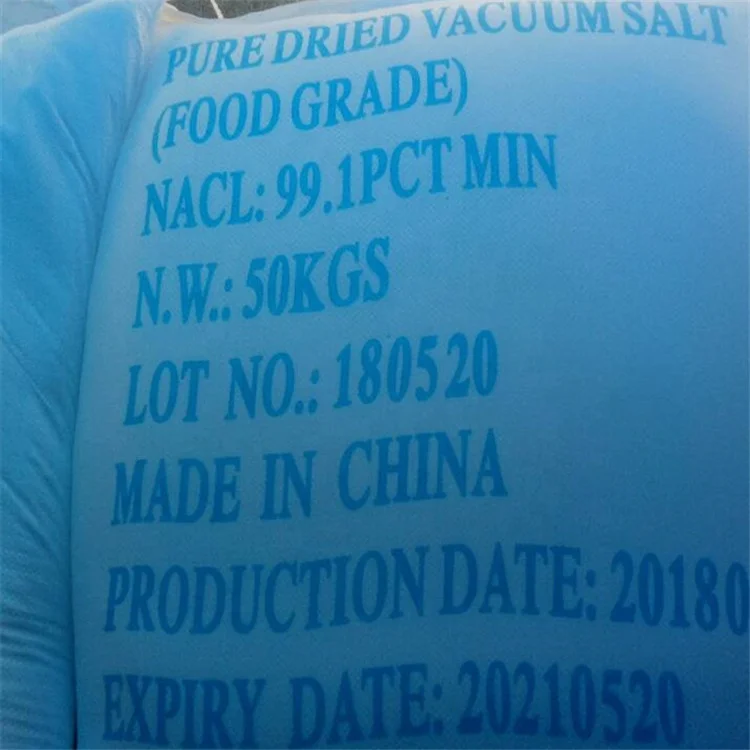 PURE DRIED VACUUM SALT
(FOOD GRADE)
NACL: 99.1PCT MIN
N.W.: 50KGS
LOT NO.: 180520
MADE IN CHINA
PRODUCTION DATE: 20180
EXPIRY DATE: 20210520